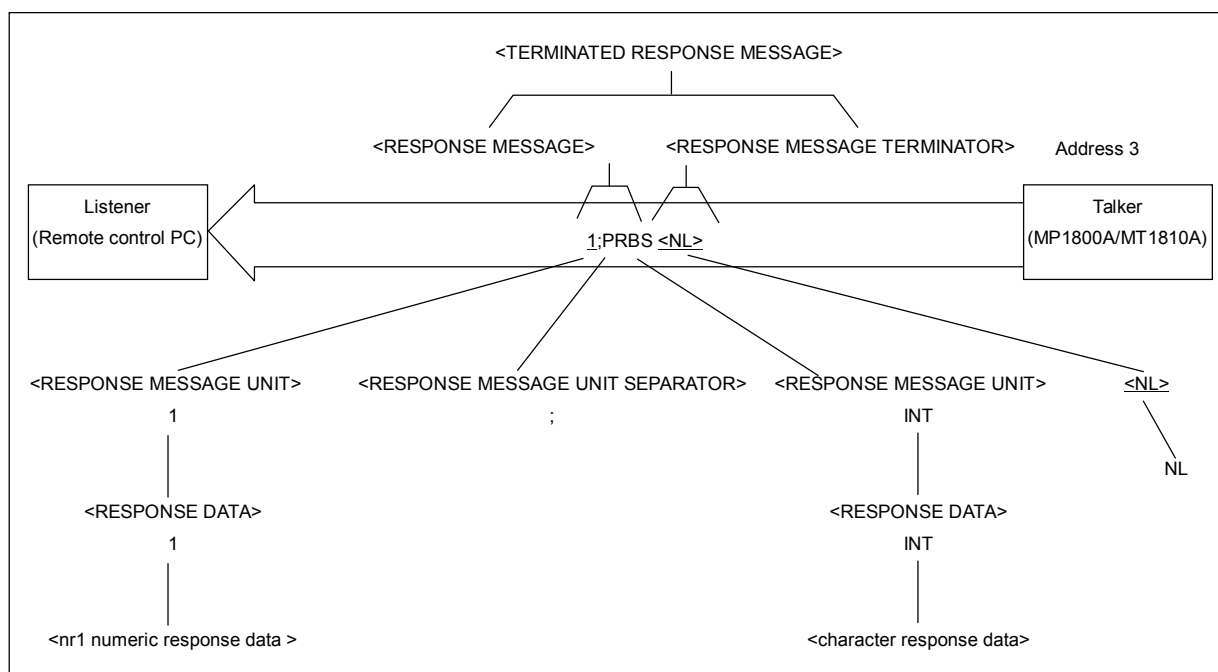 <TERMINATED RESPONSE MESSAGE>
<RESPONSE MESSAGE>
<RESPONSE MESSAGE TERMINATOR>
Address 3
Listener
(Remote control PC)
1;PRBS <NL>
Talker
(MP1800A/MT1810A)
<RESPONSE MESSAGE UNIT>
<RESPONSE MESSAGE UNIT SEPARATOR>
<RESPONSE MESSAGE UNIT>
<NL>
1
;
INT
NL
<RESPONSE DATA>
<RESPONSE DATA>
1
INT
<nr1 numeric response data >
<character response data>